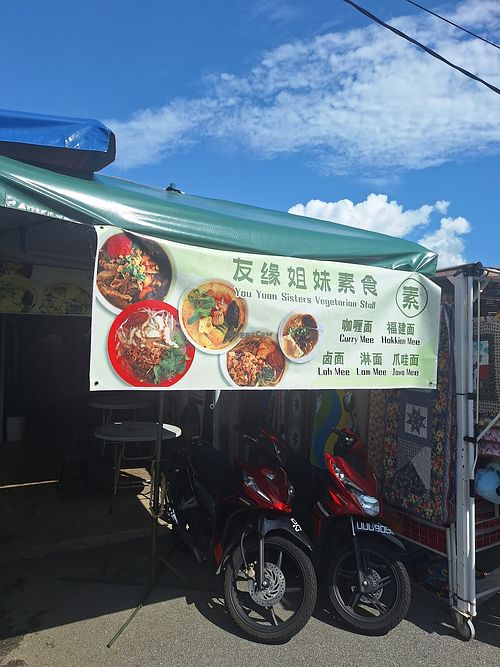 友缘姐妹素食
You Yuan Sisters Vegetarian Stall
素
咖喱面 福建面
Curry Mee Hokkien Mee
卤面 淋面 爪哇面
Loh Mee Lam Mee Java Mee
HappyCow